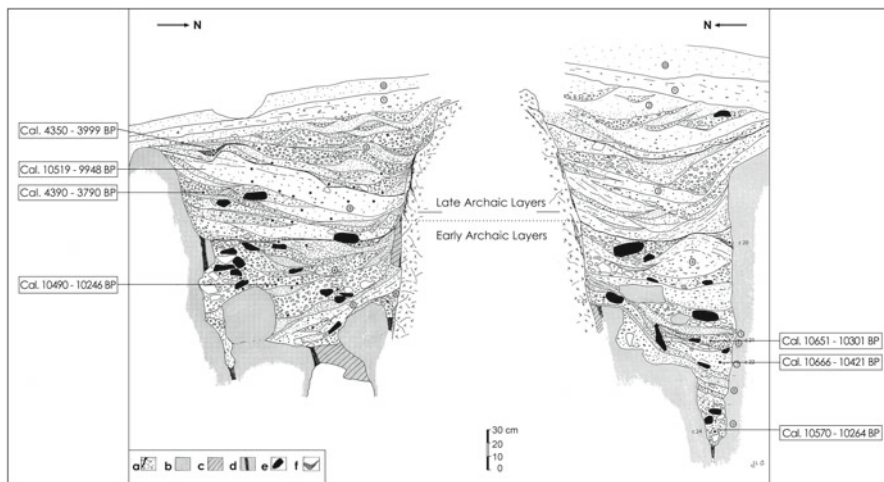 N
N
Cal. 4350 - 3999 BP
Cal. 10519 - 9948 BP
Cal. 4390 - 3790 BP
Late Archaic Layers
Early Archaic Layers
Cal. 10490 - 10246 BP
Cal. 10651 - 10301 BP
Cal. 10666 - 10421 BP
Cal. 10570 - 10264 BP
30 cm
20
10
0
a b c d e f